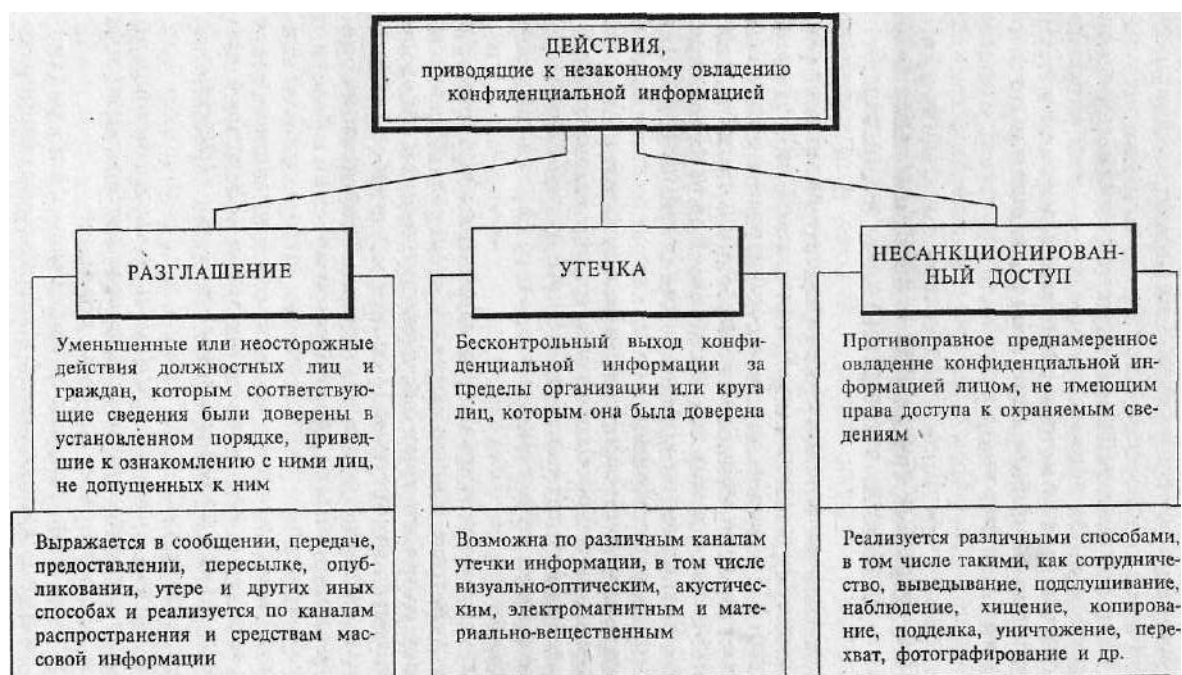 ДЕЙСТВИЯ,
приводящие к незаконному овладению
конфиденциальной информацией
РАЗГЛАШЕНИЕ
Уменьшенные или неосторожные
действия должностных лиц и
граждан, которым соответствую-
щие сведения были доверены в
установленном порядке, привед-
шие к ознакомлению с ними лиц,
не допущенных к ним
Выражается в сообщении, передаче,
предоставлении, пересылке, опуб-
ликовании, утере и других иных
способах и реализуется по каналам
распространения и средствам мас-
совой информации
УТЕЧКА
Бесконтрольный выход конфи-
денциальной информации за
пределы организации или круга
лиц, которым она была доверена
Возможна по различным каналам
утечки информации, в том числе
визуально-оптическим, акустичес-
ким, электромагнитным и мате-
риально-вещественным
НЕСАНКЦИОНИРОВАН-
НЫЙ ДОСТУП
Противоправное преднамеренное
овладение конфиденциальной ин-
формацией лицом, не имеющим
права доступа к охраняемым све-
дениям
Реализуется различными способами,
в том числе такими, как сотрудниче-
ство, выведывание, подслушивание,
наблюдение, хищение, копирова-
ние, подделка, уничтожение, пере-
хват, фотографирование и др.